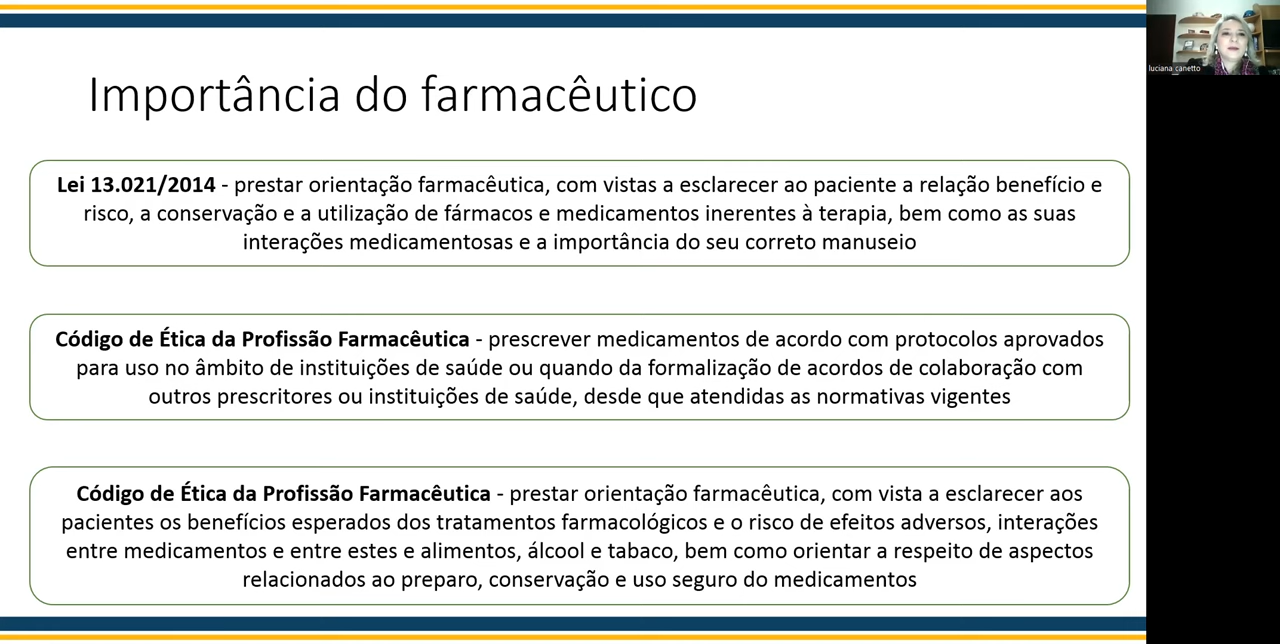 Importância do farmacêutico
Lei 13.021/2014 - prestar orientação farmacêutica, com vistas a esclarecer ao paciente a relação benefício e
risco, a conservação e a utilização de fármacos e medicamentos inerentes à terapia, bem como as suas
interações medicamentosas e a importância do seu correto manuseio
Código de Ética da Profissão Farmacêutica - prescrever medicamentos de acordo com protocolos aprovados
para uso no âmbito de instituições de saúde ou quando da formalização de acordos de colaboração com
outros prescritores ou instituições de saúde, desde que atendidas as normativas vigentes
Código de Ética da Profissão Farmacêutica - prestar orientação farmacêutica, com vista a esclarecer aos
pacientes os benefícios esperados dos tratamentos farmacológicos e o risco de efeitos adversos, interações
entre medicamentos e entre estes e alimentos, álcool e tabaco, bem como orientar a respeito de aspectos
relacionados ao preparo, conservação e uso seguro do medicamentos
luciana_canetto